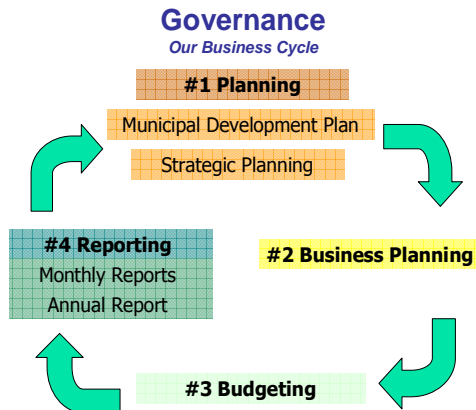 Governance
Our Business Cycle
#1 Planning
Municipal Development Plan
Strategic Planning
#2 Business Planning
#3 Budgeting
#4 Reporting
Monthly Reports
Annual Report